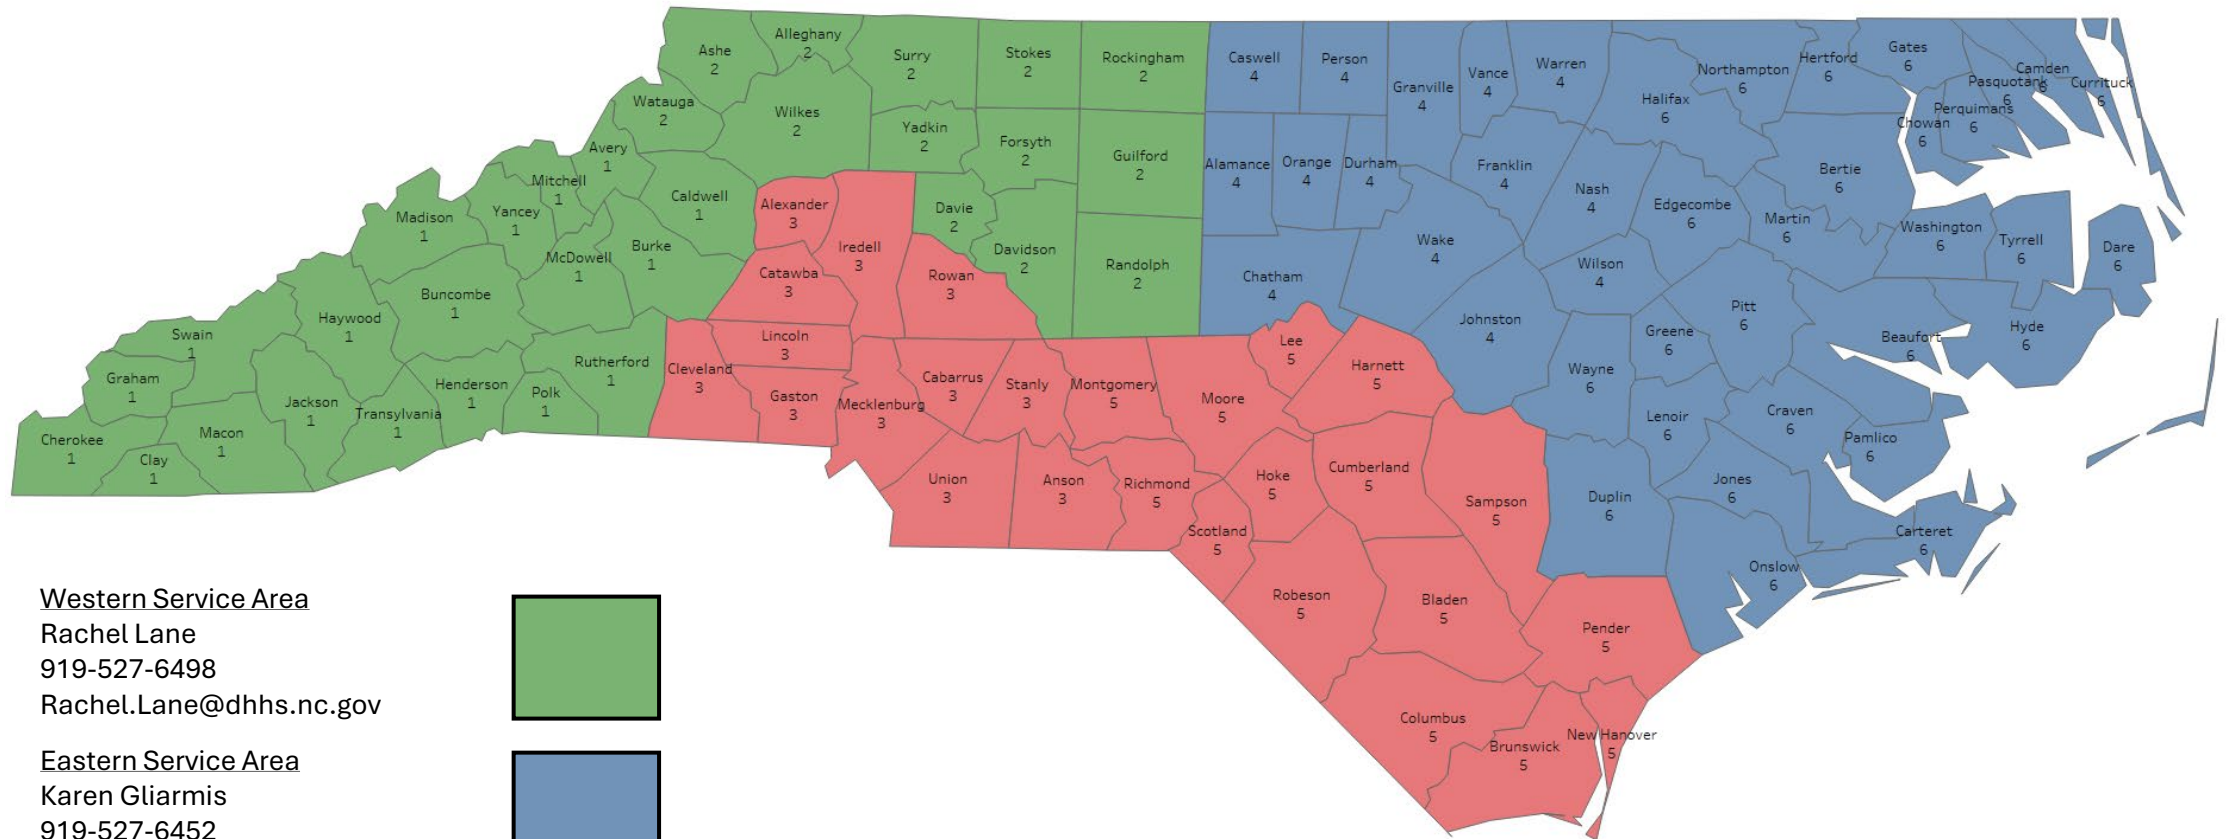 Ashe
2
Alleghany
2
Surry
2
Stokes
2
Rockingham
2
Caswell
4
Person
4
Granville
4
Vance
4
Warren
4
Northampton
6
Halifax
6
Hertford
6
Gates
6
Camden
6
Pasquotank
6
Currituck
6
Perquimans
6
Chowan
6
Watauga
2
Wilkes
2
Yadkin
2
Forsyth
2
Guilford
2
Alamance
4
Orange
4
Durham
4
Franklin
4
Nash
4
Edgecombe
6
Martin
6
Bertie
6
Washington
6
Tyrrell
6
Dare
6
Avery
1
Mitchell
1
Yancey
1
Madison
1
Caldwell
1
Alexander
3
Iredell
3
Davie
2
Davidson
2
Randolph
2
Chatham
4
Wake
4
Wilson
4
Johnston
4
Pitt
6
Greene
6
Beaufort
6
Hyde
6
McDowell
1
Burke
1
Catawba
3
Rowan
3
Buncombe
1
Haywood
1
Swain
1
Graham
1
Cherokee
1
Clay
1
Macon
1
Jackson
1
Transylvania
1
Henderson
1
Polk
1
Rutherford
1
Cleveland
3
Lincoln
3
Gaston
3
Mecklenburg
3
Cabarrus
3
Stanly
3
Montgomery
5
Moore
5
Lee
5
Harnett
5
Wayne
6
Lenoir
6
Craven
6
Pamlico
6
Jones
6
Union
3
Anson
3
Richmond
5
Scotland
5
Hoke
5
Cumberland
5
Sampson
5
Duplin
6
Carteret
6
Onslow
6
Robeson
5
Bladen
5
Pender
5
Columbus
5
Brunswick
5
New Hanover
5
Western Service Area
Rachel Lane
919-527-6498
Rachel.Lane@dhhs.nc.gov
Eastern Service Area
Karen Gliarmis
919-527-6452